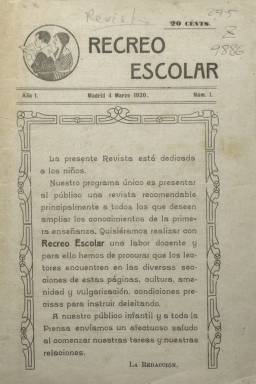 Revista
295
X
9886
20 CENTS.
RECREO
ESCOLAR
Año I.
Madrid 4 Marzo 1920.
Núm. 1.
La presente Revista está dedicada
a los niños.
Nuestro programa único es presentar
al público una revista recomendable
principalmente a todos los que deseen
ampliar los conocimientos de la prime-
ra enseñanza. Quisiéramos realizar con
Recreo Escolar una labor docente y
para ello hemos de procurar que los lec-
tores encuentren en las diversas sec-
ciones de estas páginas, cultura, ame-
nidad y vulgarización, condiciones pre-
cisas para instruir deleitando.
A nuestro público infantil y a toda la
Prensa enviamos un afectuoso saludo
al comenzar nuestras tareas y nuestras
relaciones.
LA REDACCIÓN.